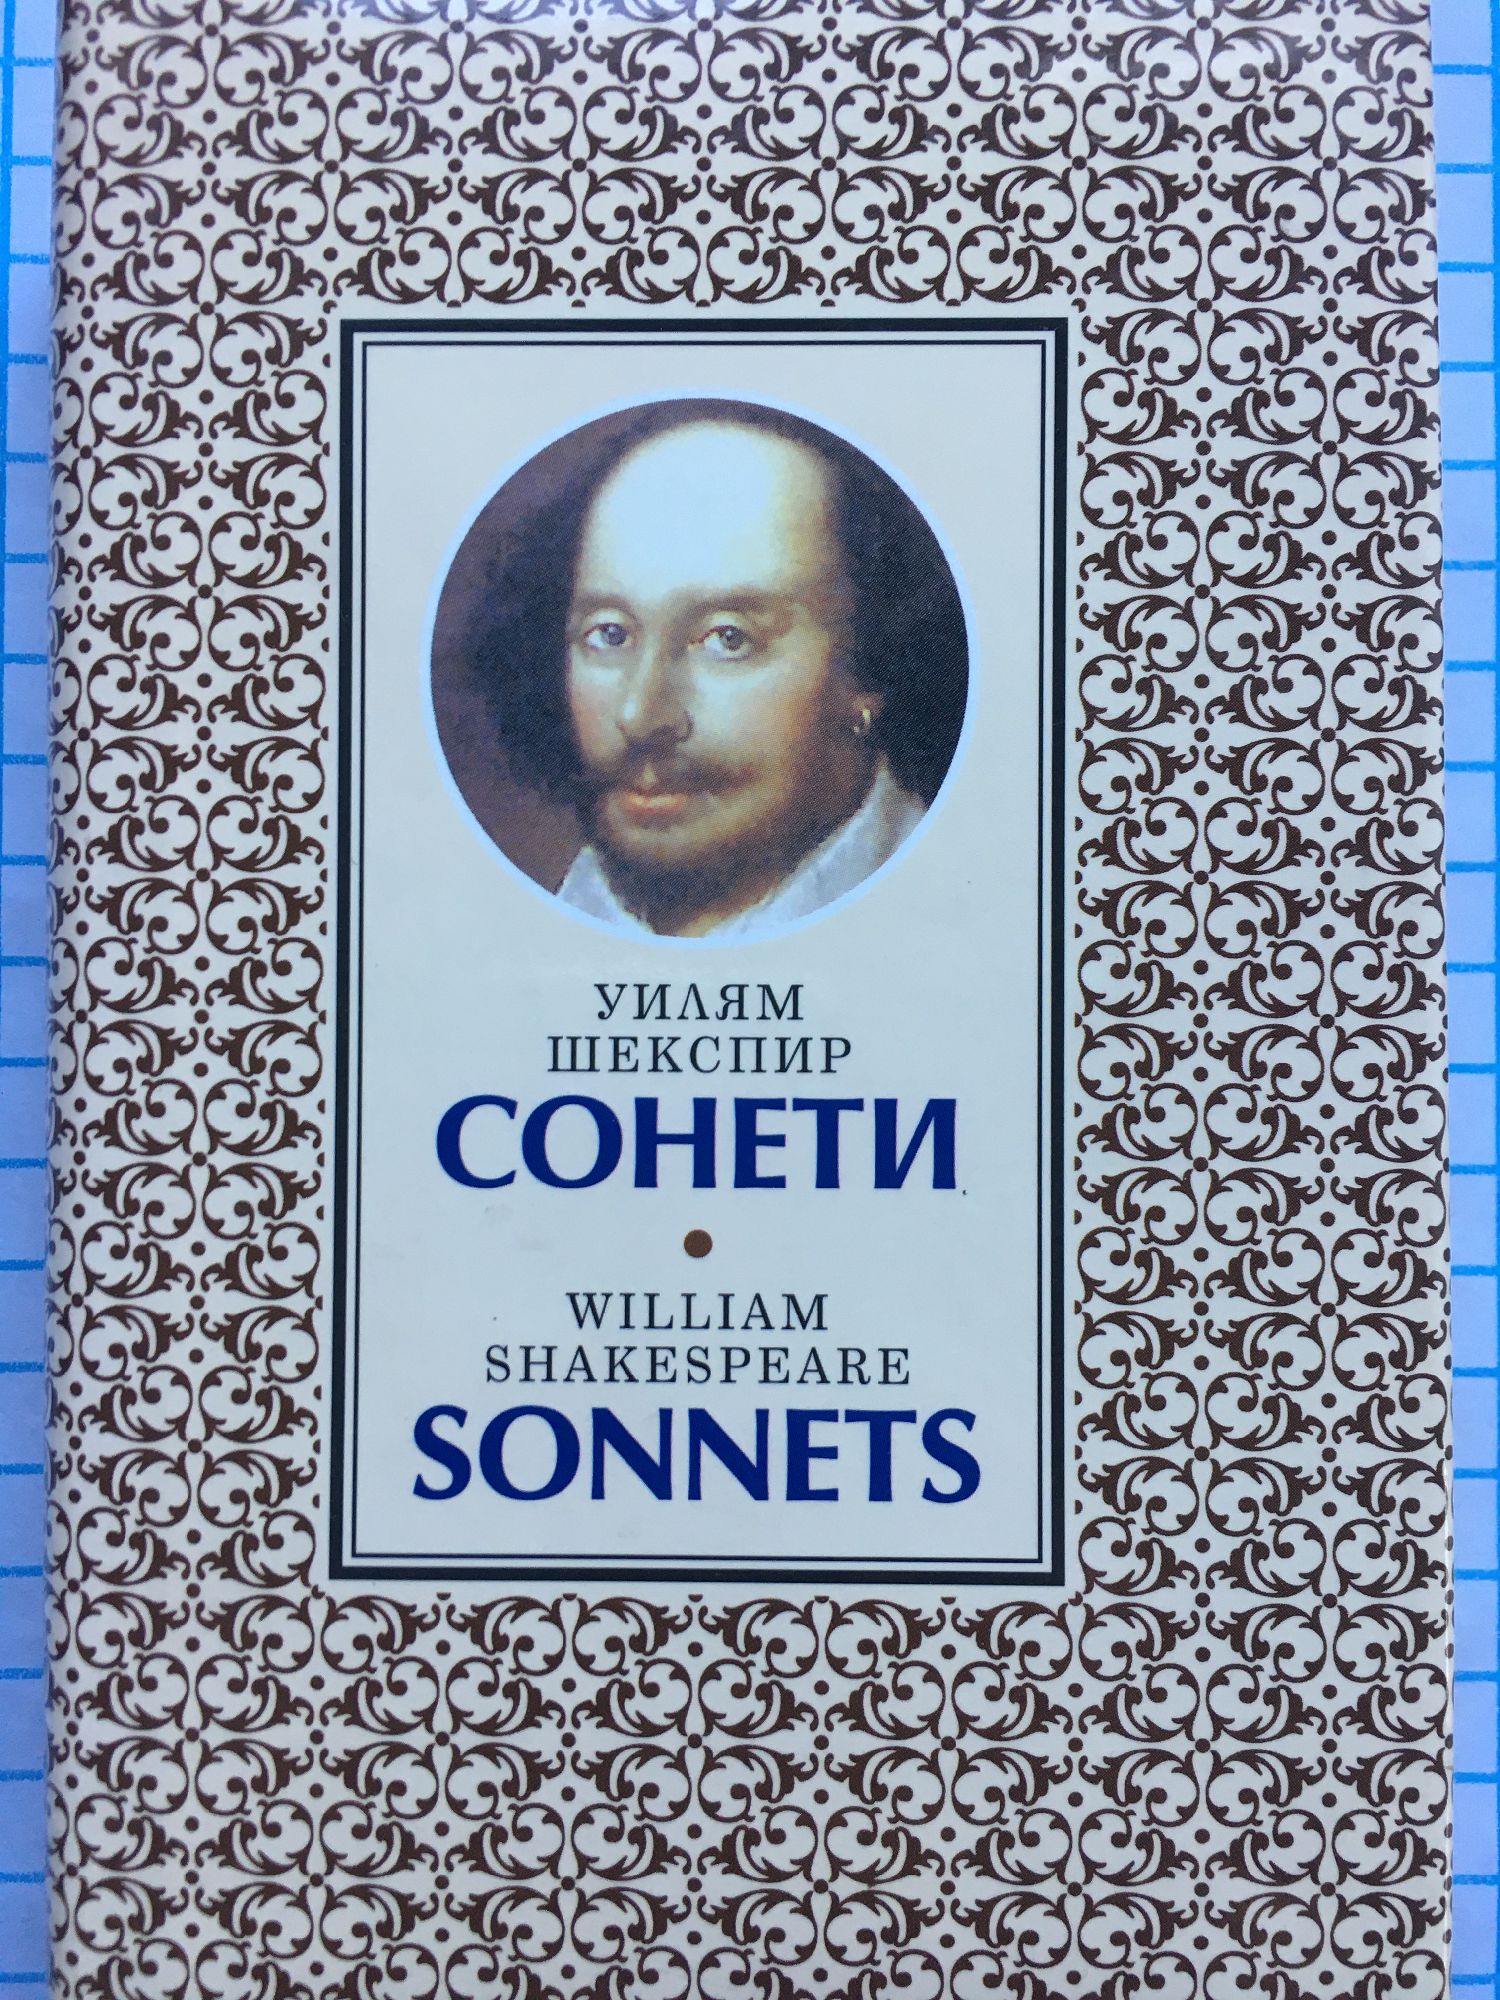 УИЛЯМ
ШЕКСПИР
СОНЕТИ
WILLIAM
SHAKESPEARE
SONNETS